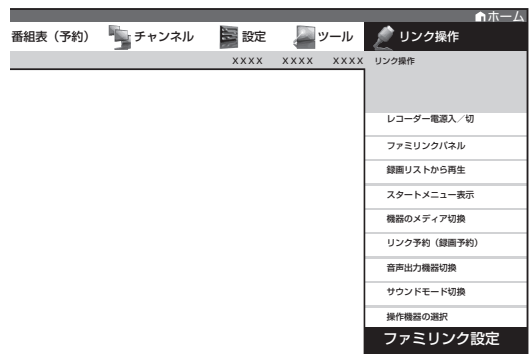 ホーム
番組表（予約） チャンネル 設定 ツール リンク操作
XXXX XXXX XXXX リンク操作
レコーダー電源入／切
ファミリンクパネル
録画リストから再生
スタートメニュー表示
機器のメディア切換
リンク予約（録画予約）
音声出力機器切換
サウンドモード切換
操作機器の選択
ファミリンク設定